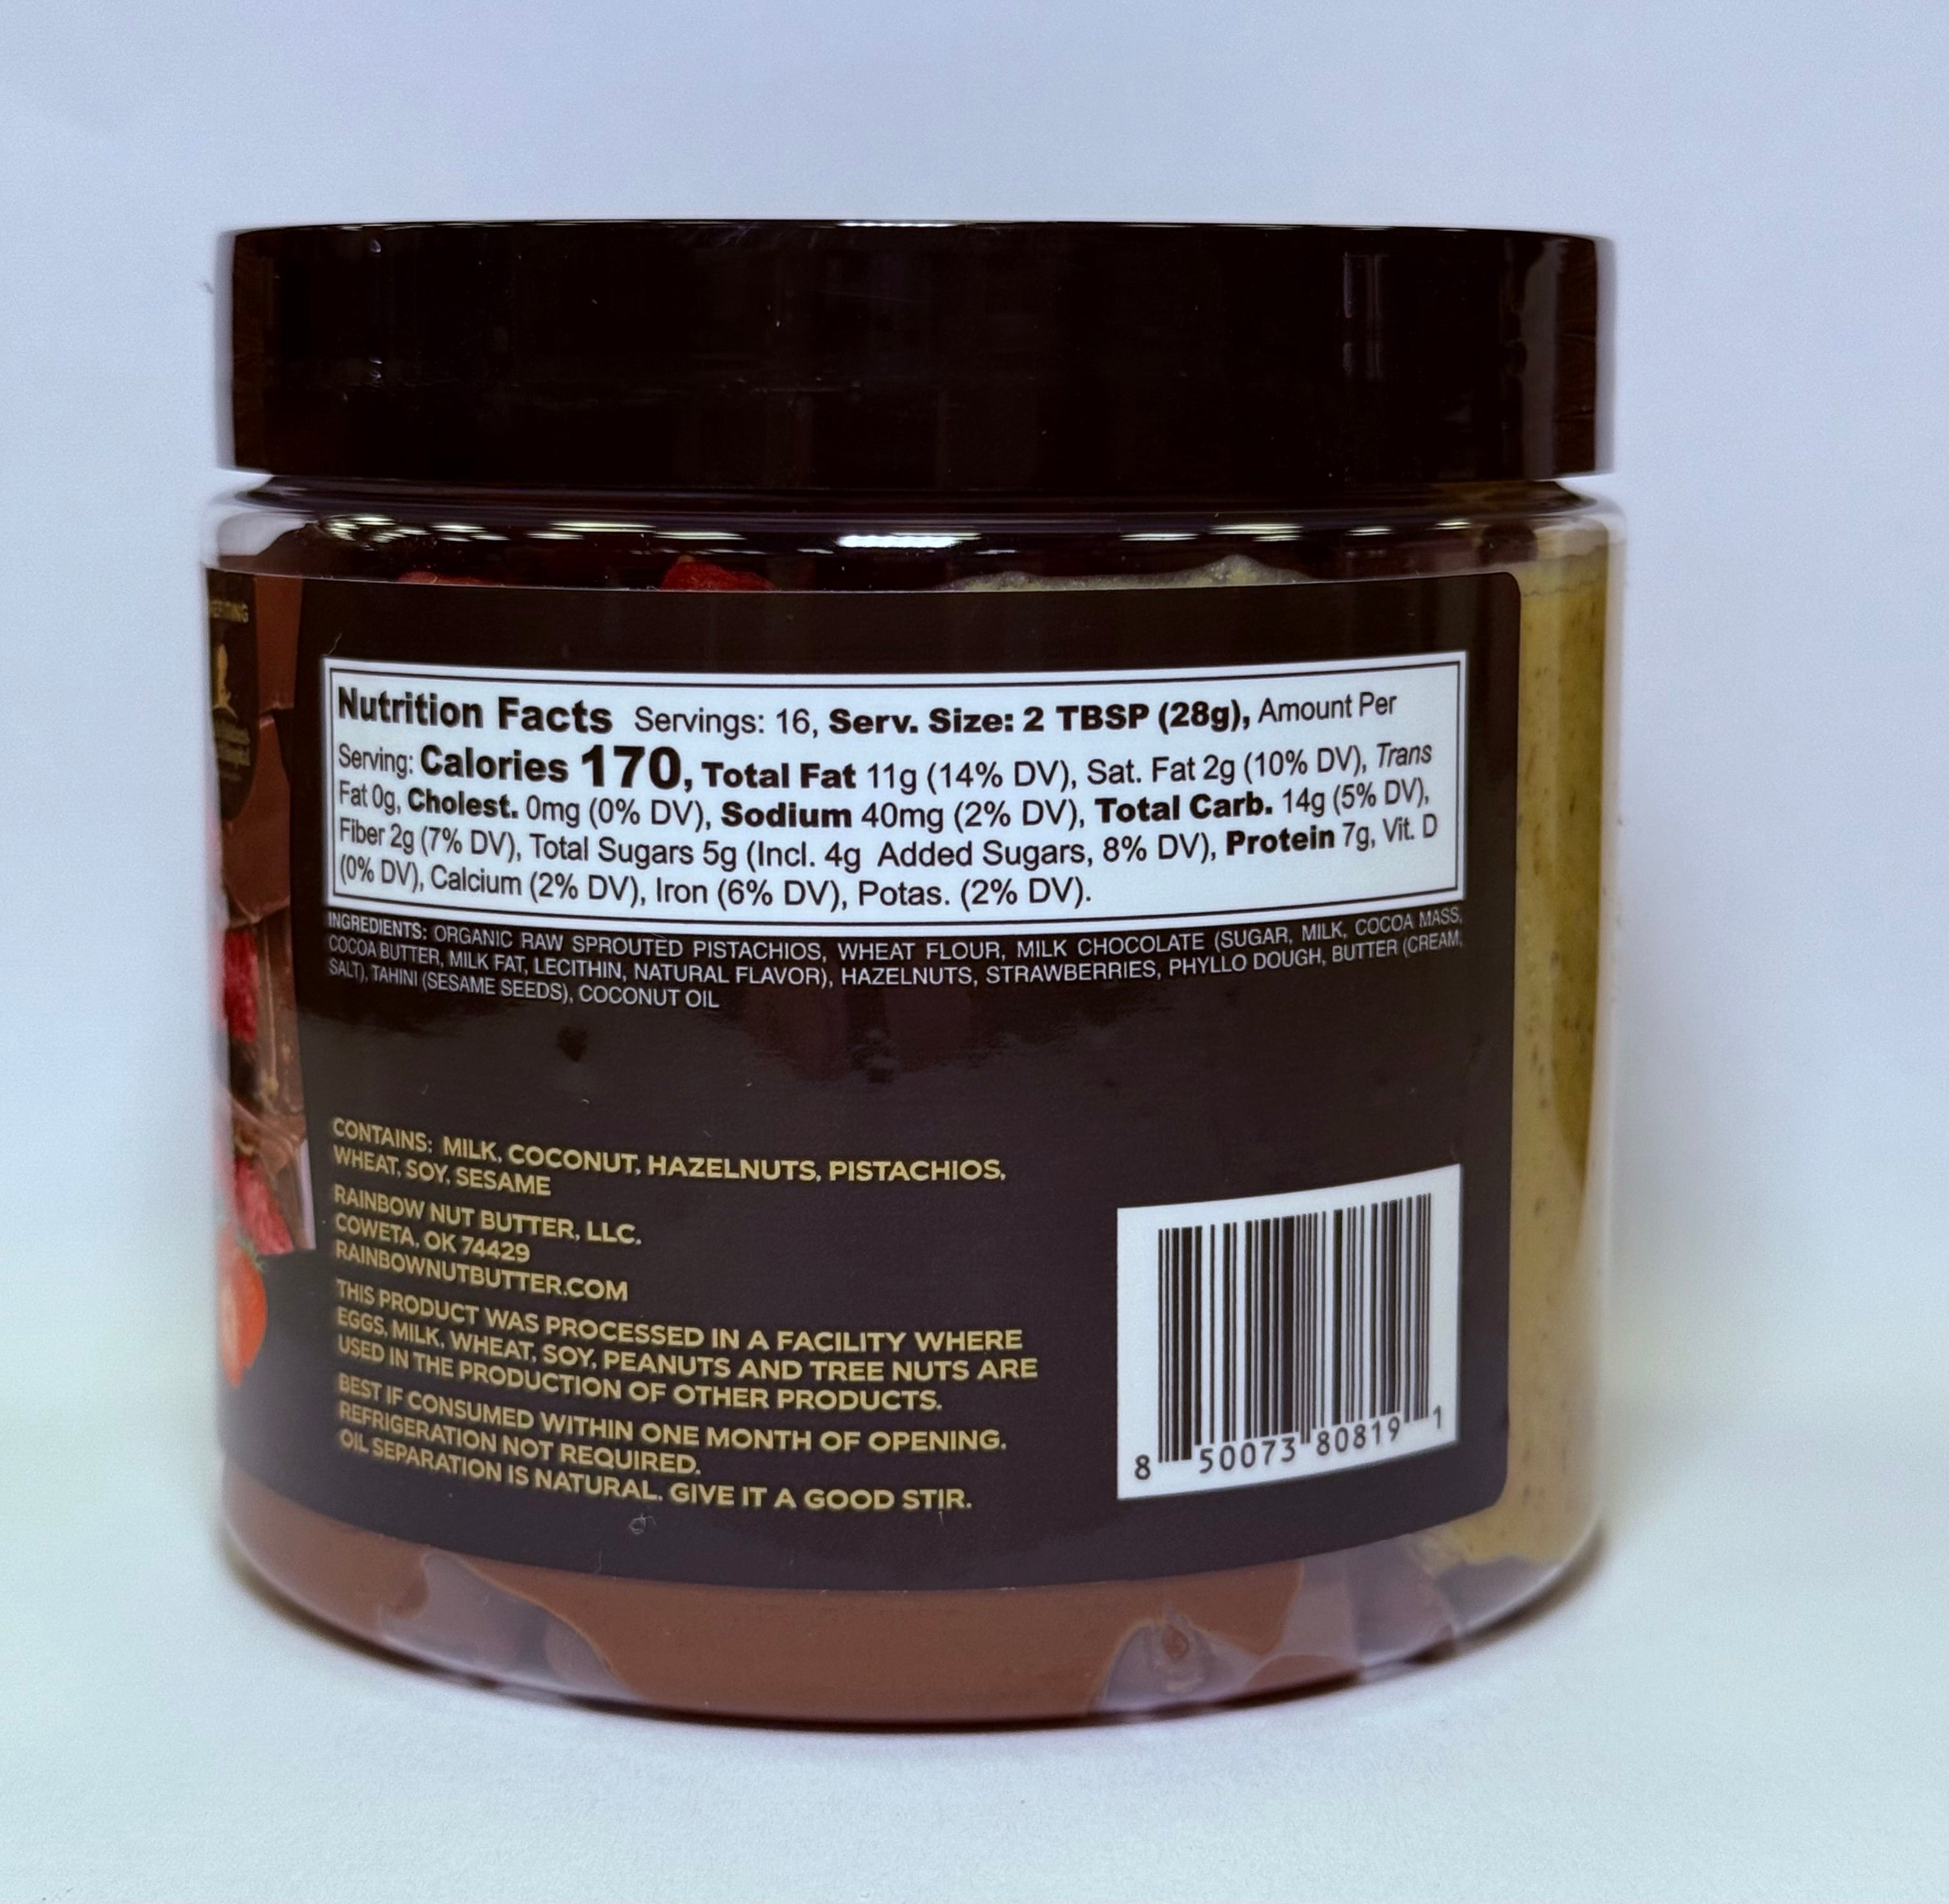 Nutrition Facts Servings: 16, Serv. Size: 2 TBSP (28g), Amount Per
Serving: Calories 170, Total Fat 11g (14% DV), Sat. Fat 2g (10% DV), Trans
Fat 0g, Cholest. 0mg (0% DV), Sodium 40mg (2% DV), Total Carb. 14g (5% DV),
Fiber 2g (7% DV), Total Sugars 5g (Incl. 4g Added Sugars, 8% DV), Protein 7g, Vit. D
(0% DV), Calcium (2% DV), Iron (6% DV), Potas. (2% DV).
INGREDIENTS: ORGANIC RAW SPROUTED PISTACHIOS, WHEAT FLOUR, MILK CHOCOLATE (SUGAR, MILK, COCOA MASS,
COCOA BUTTER, MILK FAT, LECITHIN, NATURAL FLAVOR), HAZELNUTS, STRAWBERRIES, PHYLLO DOUGH, BUTTER (CREAM,
SALT), TAHINI (SESAME SEEDS), COCONUT OIL
CONTAINS: MILK, COCONUT, HAZELNUTS, PISTACHIOS,
WHEAT, SOY, SESAME
RAINBOW NUT BUTTER, LLC.
COWETA, OK 74429
RAINBOWNUTBUTTER.COM
THIS PRODUCT WAS PROCESSED IN A FACILITY WHERE
EGGS, MILK, WHEAT, SOY, PEANUTS AND TREE NUTS ARE
USED IN THE PRODUCTION OF OTHER PRODUCTS.
BEST IF CONSUMED WITHIN ONE MONTH OF OPENING.
REFRIGERATION NOT REQUIRED.
OIL SEPARATION IS NATURAL. GIVE IT A GOOD STIR.
8 50073 80819 1